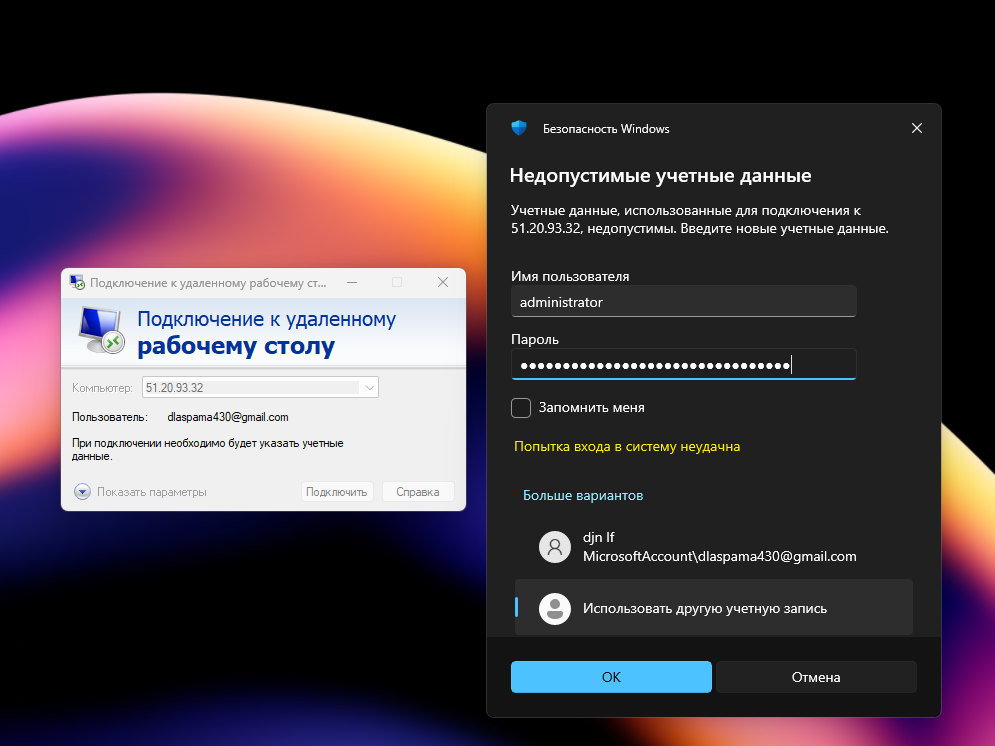 Подключение к удаленному рабочему ст...
Подключение к удаленному
рабочему столу
Компьютер: 51.20.93.32
Пользователь: dlaspama430@gmail.com
При подключении необходимо будет указать учетные
данные.
Показать параметры
Подключить
Справка
Безопасность Windows
Недопустимые учетные данные
Учетные данные, использованные для подключения к
51.20.93.32, недопустимы. Введите новые учетные данные.
Имя пользователя
administrator
Пароль
Запомнить меня
Попытка входа в систему неудачна
Больше вариантов
djn lf
MicrosoftAccount\dlaspama430@gmail.com
Использовать другую учетную запись
ОК
Отмена